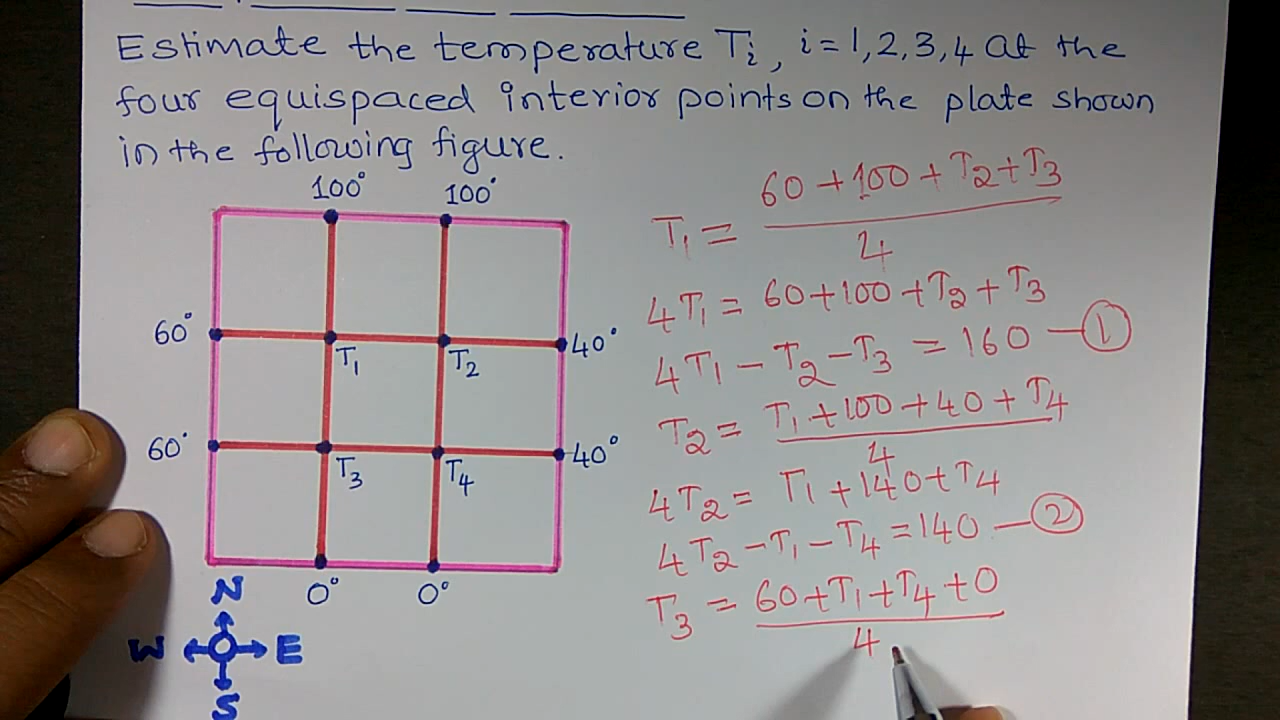 Estimate the temperature Tᵢ, i=1,2,3,4 at the
four equispaced interior points on the plate shown
in the following figure.
100° 100°
60° 40°
T₁ T₂
60° 40°
T₃ T₄
0° 0°
N
W E
S
T₁ = (60+100+T₂+T₃)/4
4T₁ = 60+100+T₂+T₃
4T₁-T₂-T₃ = 160 —①
T₂ = (T₁+100+40+T₄)/4
4T₂ = T₁+140+T₄
4T₂-T₁-T₄=140 —②
T₃ = (60+T₁+T₄+0)/4